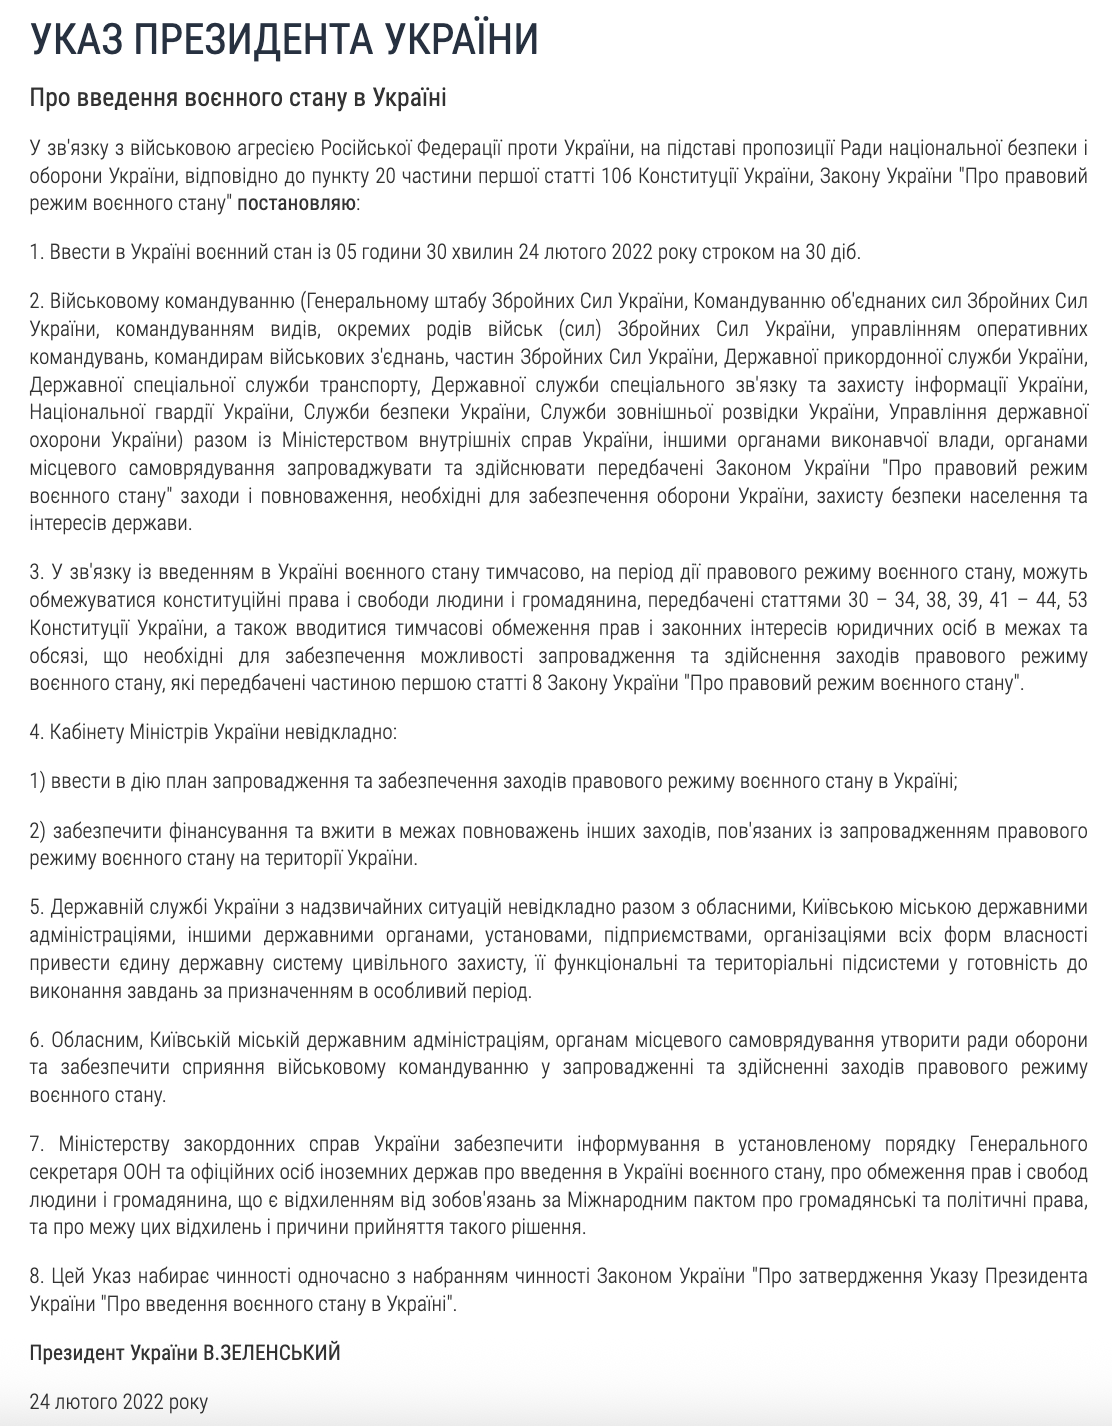 УКАЗ ПРЕЗИДЕНТА УКРАЇНИ
Про введення воєнного стану в Україні
У зв'язку з військовою агресією Російської Федерації проти України, на підставі пропозиції Ради національної безпеки і
оборони України, відповідно до пункту 20 частини першої статті 106 Конституції України, Закону України "Про правовий
режим воєнного стану" постановляю:
1. Ввести в Україні воєнний стан із 05 години 30 хвилин 24 лютого 2022 року строком на 30 діб.
2. Військовому командуванню (Генеральному штабу Збройних Сил України, Командуванню об'єднаних сил Збройних Сил
України, командуванням видів, окремих родів військ (сил) Збройних Сил України, управлінням оперативних
командувань, командирам військових з'єднань, частин Збройних Сил України, Державної прикордонної служби України,
Державної спеціальної служби транспорту, Державної служби спеціального зв'язку та захисту інформації України,
Національної гвардії України, Служби безпеки України, Служби зовнішньої розвідки України, Управління державної
охорони України) разом із Міністерством внутрішніх справ України, іншими органами виконавчої влади, органами
місцевого самоврядування запроваджувати та здійснювати передбачені Законом України "Про правовий режим
воєнного стану" заходи і повноваження, необхідні для забезпечення оборони України, захисту безпеки населення та
інтересів держави.
3. У зв'язку із введенням в Україні воєнного стану тимчасово, на період дії правового режиму воєнного стану, можуть
обмежуватися конституційні права і свободи людини і громадянина, передбачені статтями 30 – 34, 38, 39, 41 – 44, 53
Конституції України, а також вводитися тимчасові обмеження прав і законних інтересів юридичних осіб в межах та
обсязі, що необхідні для забезпечення можливості запровадження та здійснення заходів правового режиму
воєнного стану, які передбачені частиною першою статті 8 Закону України "Про правовий режим воєнного стану".
4. Кабінету Міністрів України невідкладно:
1) ввести в дію план запровадження та забезпечення заходів правового режиму воєнного стану в Україні;
2) забезпечити фінансування та вжити в межах повноважень інших заходів, пов'язаних із запровадженням правового
режиму воєнного стану на території України.
5. Державній службі України з надзвичайних ситуацій невідкладно разом з обласними, Київською міською державними
адміністраціями, іншими державними органами, установами, підприємствами, організаціями всіх форм власності
привести єдину державну систему цивільного захисту, її функціональні та територіальні підсистеми у готовність до
виконання завдань за призначенням в особливий період.
6. Обласним, Київській міській державним адміністраціям, органам місцевого самоврядування утворити ради оборони
та забезпечити сприяння військовому командуванню у запровадженні та здійсненні заходів правового режиму
воєнного стану.
7. Міністерству закордонних справ України забезпечити інформування в установленому порядку Генерального
секретаря ООН та офіційних осіб іноземних держав про введення в Україні воєнного стану, про обмеження прав і свобод
людини і громадянина, що є відхиленням від зобов'язань за Міжнародним пактом про громадянські та політичні права,
та про межу цих відхилень і причини прийняття такого рішення.
8. Цей Указ набирає чинності одночасно з набранням чинності Законом України "Про затвердження Указу Президента
України "Про введення воєнного стану в Україні".
Президент України В.ЗЕЛЕНСЬКИЙ
24 лютого 2022 року